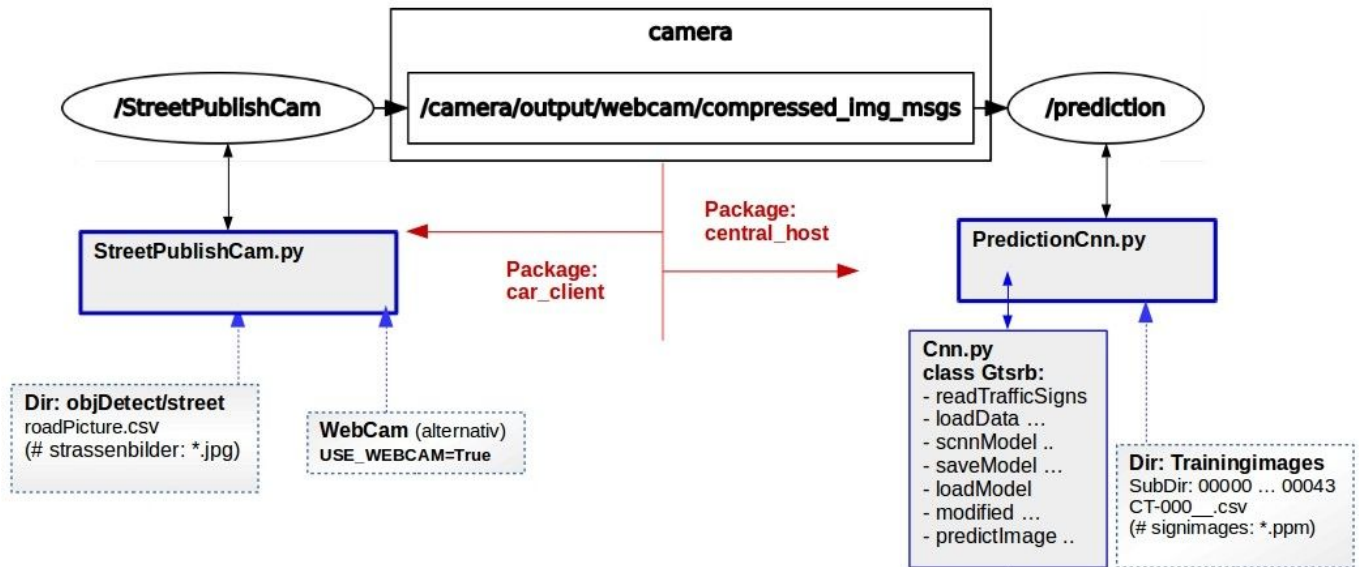 camera
/StreetPublishCam
/camera/output/webcam/compressed_img_msgs
/prediction
Package:
central_host
Package:
car_client
StreetPublishCam.py
PredictionCnn.py
Dir: objDetect/street
roadPicture.csv
(# strassenbilder: *.jpg)
WebCam (alternativ)
USE_WEBCAM=True
Cnn.py
class Gtsrb:
- readTrafficSigns
- loadData ...
- scnnModel ..
- saveModel ...
- loadModel
- modified ...
- predictImage ..
Dir: Trainingimages
SubDir: 00000 ... 00043
CT-000__.csv
(# signimages: *.ppm)